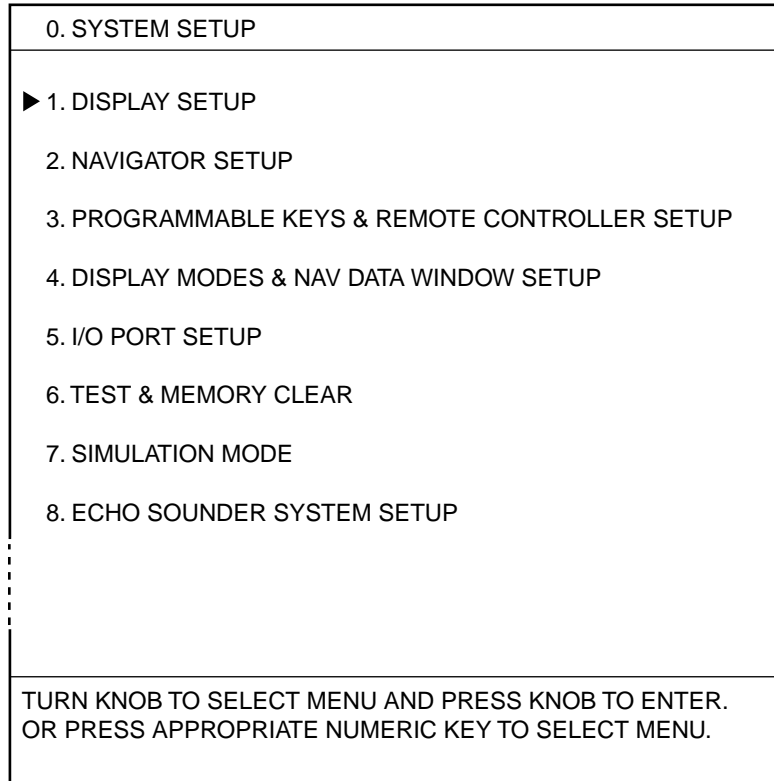 0. SYSTEM SETUP
▶ 1. DISPLAY SETUP
2. NAVIGATOR SETUP
3. PROGRAMMABLE KEYS & REMOTE CONTROLLER SETUP
4. DISPLAY MODES & NAV DATA WINDOW SETUP
5. I/O PORT SETUP
6. TEST & MEMORY CLEAR
7. SIMULATION MODE
8. ECHO SOUNDER SYSTEM SETUP
TURN KNOB TO SELECT MENU AND PRESS KNOB TO ENTER.
OR PRESS APPROPRIATE NUMERIC KEY TO SELECT MENU.